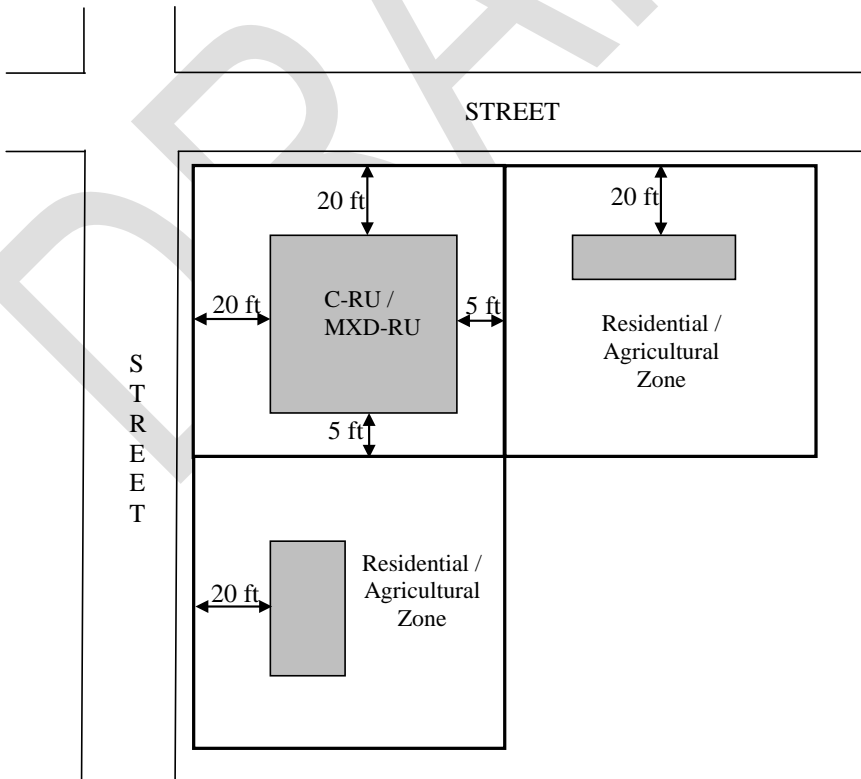 STREET
20 ft
20 ft
20 ft
C-RU /
MXD-RU
5 ft
Residential /
Agricultural
Zone
5 ft
S
T
R
E
E
T
Residential /
Agricultural
Zone
20 ft
DRA